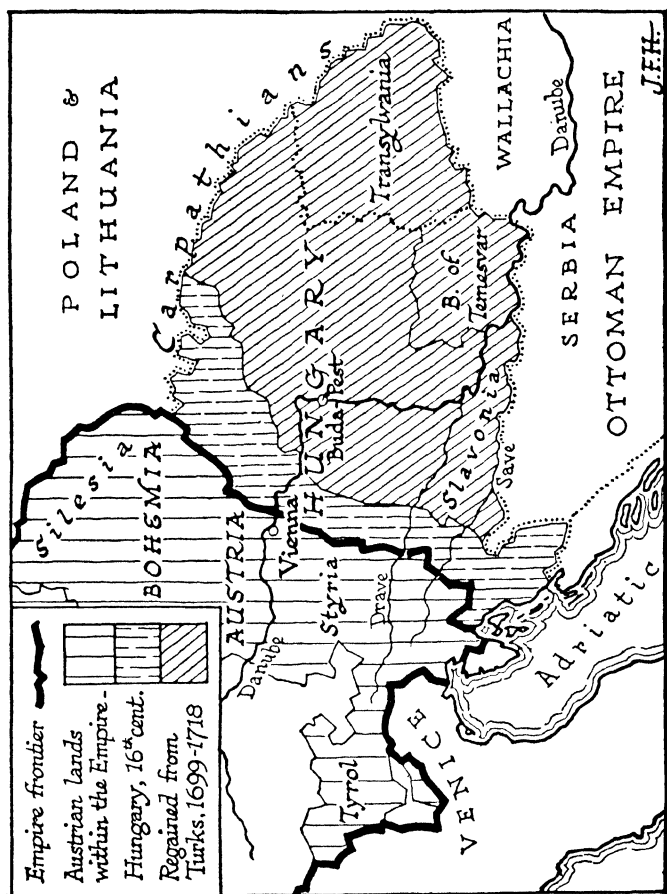 Empire frontier
Austrian lands
within the Empire-
Hungary, 16th cent.
Regained from
Turks, 1699-1718
POLAND &
LITHUANIA
Carpathians
Silesia
BOHEMIA
AUSTRIA
Danube
Vienna
HUNGARY
Buda-Pest
Transylvania
Styria
Tyrol
Drave
B. of
Temesvar
WALLACHIA
Danube
Slavonia
Save
SERBIA
OTTOMAN EMPIRE
VENICE
Adriatic
J.F.H.